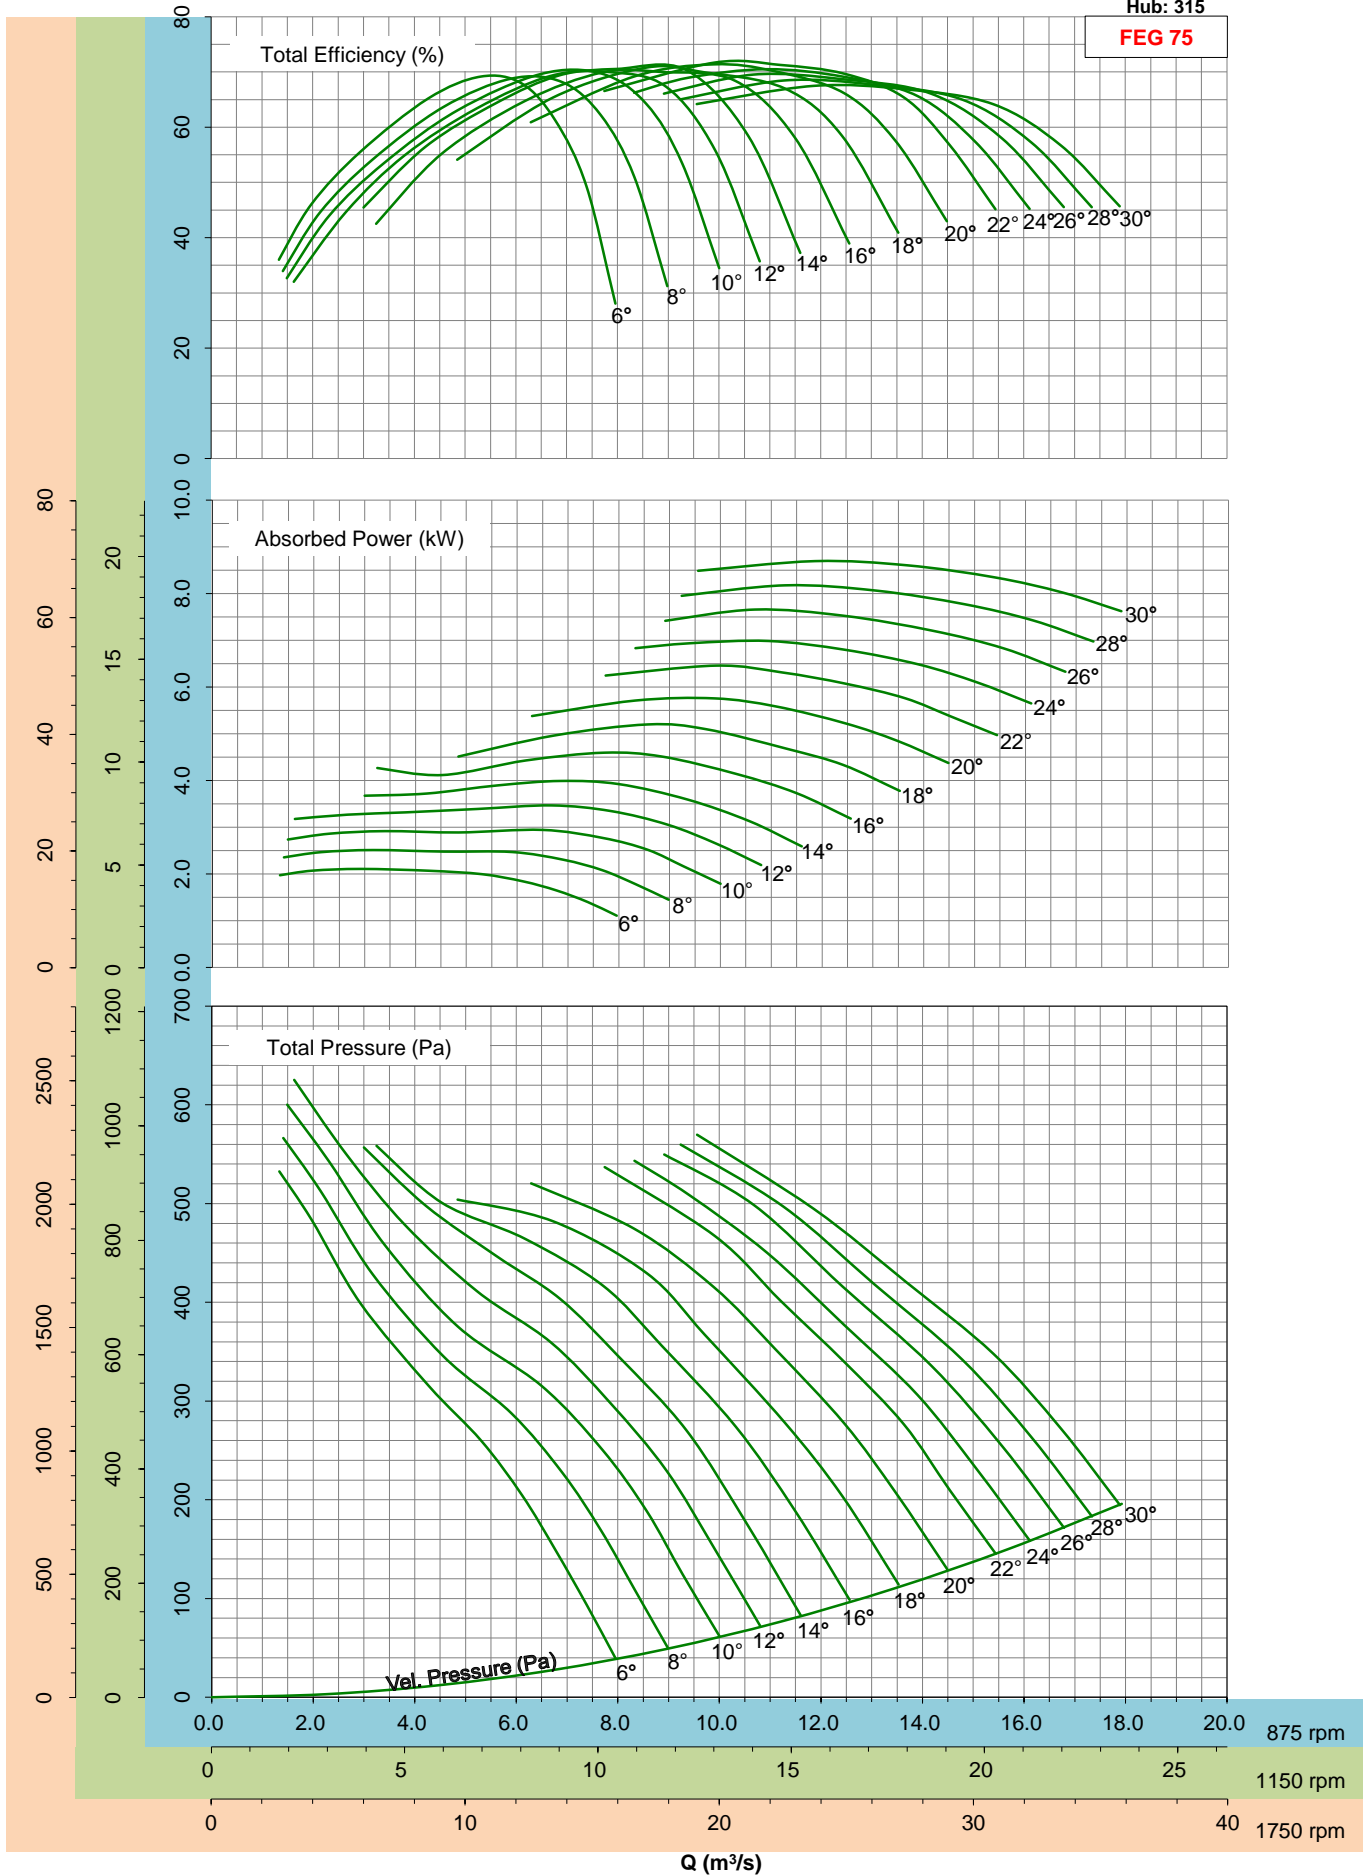 Hub: 315
FEG 75
Total Efficiency (%)
80
60
40
20
0
6° 8° 10° 12° 14° 16° 18° 20° 22° 24° 26° 28° 30°
Absorbed Power (kW)
80 60 40 20 0
20 15 10 5 0
10.0 8.0 6.0 4.0 2.0 0.0
30°
28°
26°
24°
22°
20°
18°
16°
14°
12°
10°
8°
6°
Total Pressure (Pa)
2500 2000 1500 1000 500 0
1200 1000 800 600 400 200 0
700 600 500 400 300 200 100 0
6° 8° 10° 12° 14° 16° 18° 20° 22° 24° 26° 28° 30°
Vel. Pressure (Pa)
0.0 2.0 4.0 6.0 8.0 10.0 12.0 14.0 16.0 18.0 20.0 875 rpm
0 5 10 15 20 25 1150 rpm
0 10 20 30 40 1750 rpm
Q (m³/s)